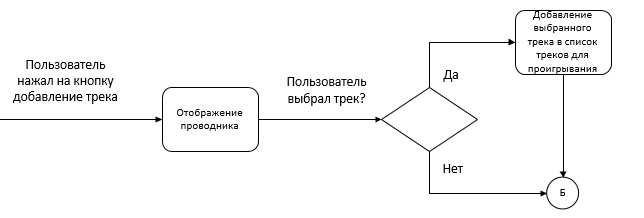 Пользователь
нажал на кнопку
добавление трека
Отображение
проводника
Пользователь
выбрал трек?
Да
Нет
Добавление
выбранного
трека в список
треков для
проигрывания
Б